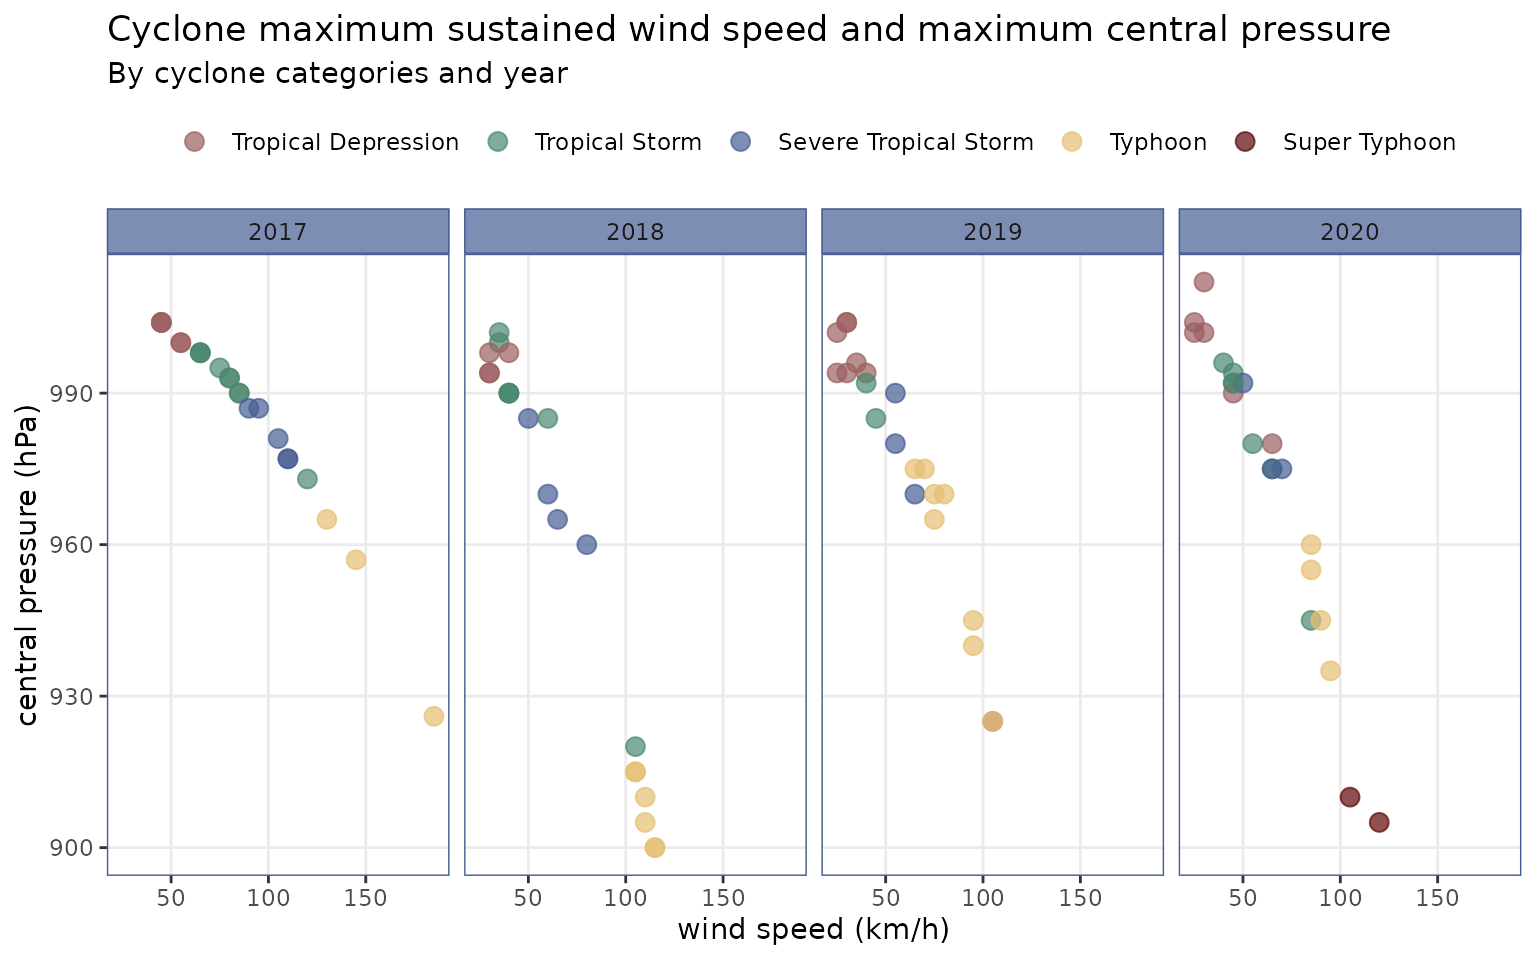 Cyclone maximum sustained wind speed and maximum central pressure
By cyclone categories and year
Tropical Depression Tropical Storm Severe Tropical Storm Typhoon Super Typhoon
2017 2018 2019 2020
990
960
930
900
central pressure (hPa)
50 100 150 50 100 150 50 100 150 50 100 150
wind speed (km/h)